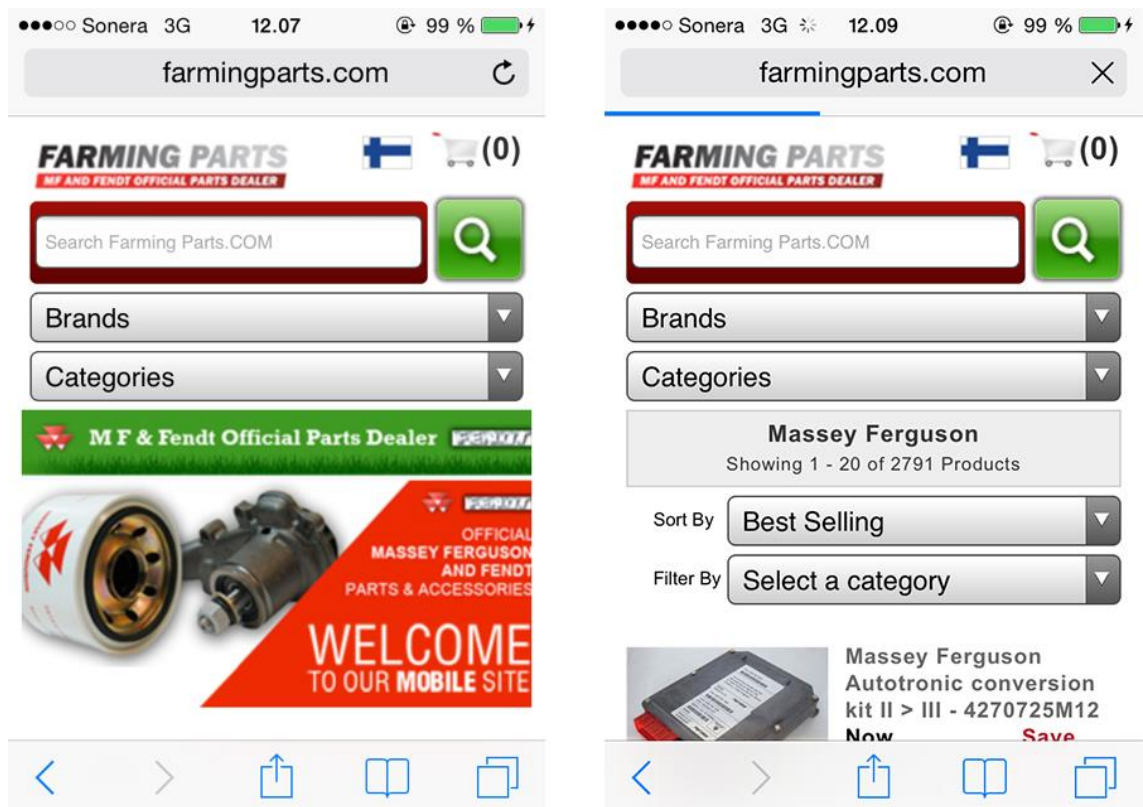 Sonera 3G 12.07 99 %
farmingparts.com
FARMING PARTS
MF AND FENDT OFFICIAL PARTS DEALER
(0)
Search Farming Parts.COM
Brands
Categories
M F & Fendt Official Parts Dealer FENDT
FENDT
OFFICIAL
MASSEY FERGUSON
AND FENDT
PARTS & ACCESSORIES
WELCOME
TO OUR MOBILE SITE
Sonera 3G 12.09 99 %
farmingparts.com
FARMING PARTS
MF AND FENDT OFFICIAL PARTS DEALER
(0)
Search Farming Parts.COM
Brands
Categories
Massey Ferguson
Showing 1 - 20 of 2791 Products
Sort By Best Selling
Filter By Select a category
Massey Ferguson
Autotronic conversion
kit II > III - 4270725M12
Now Save